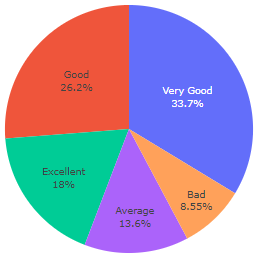 Good
26.2%
Very Good
33.7%
Excellent
18%
Bad
8.55%
Average
13.6%